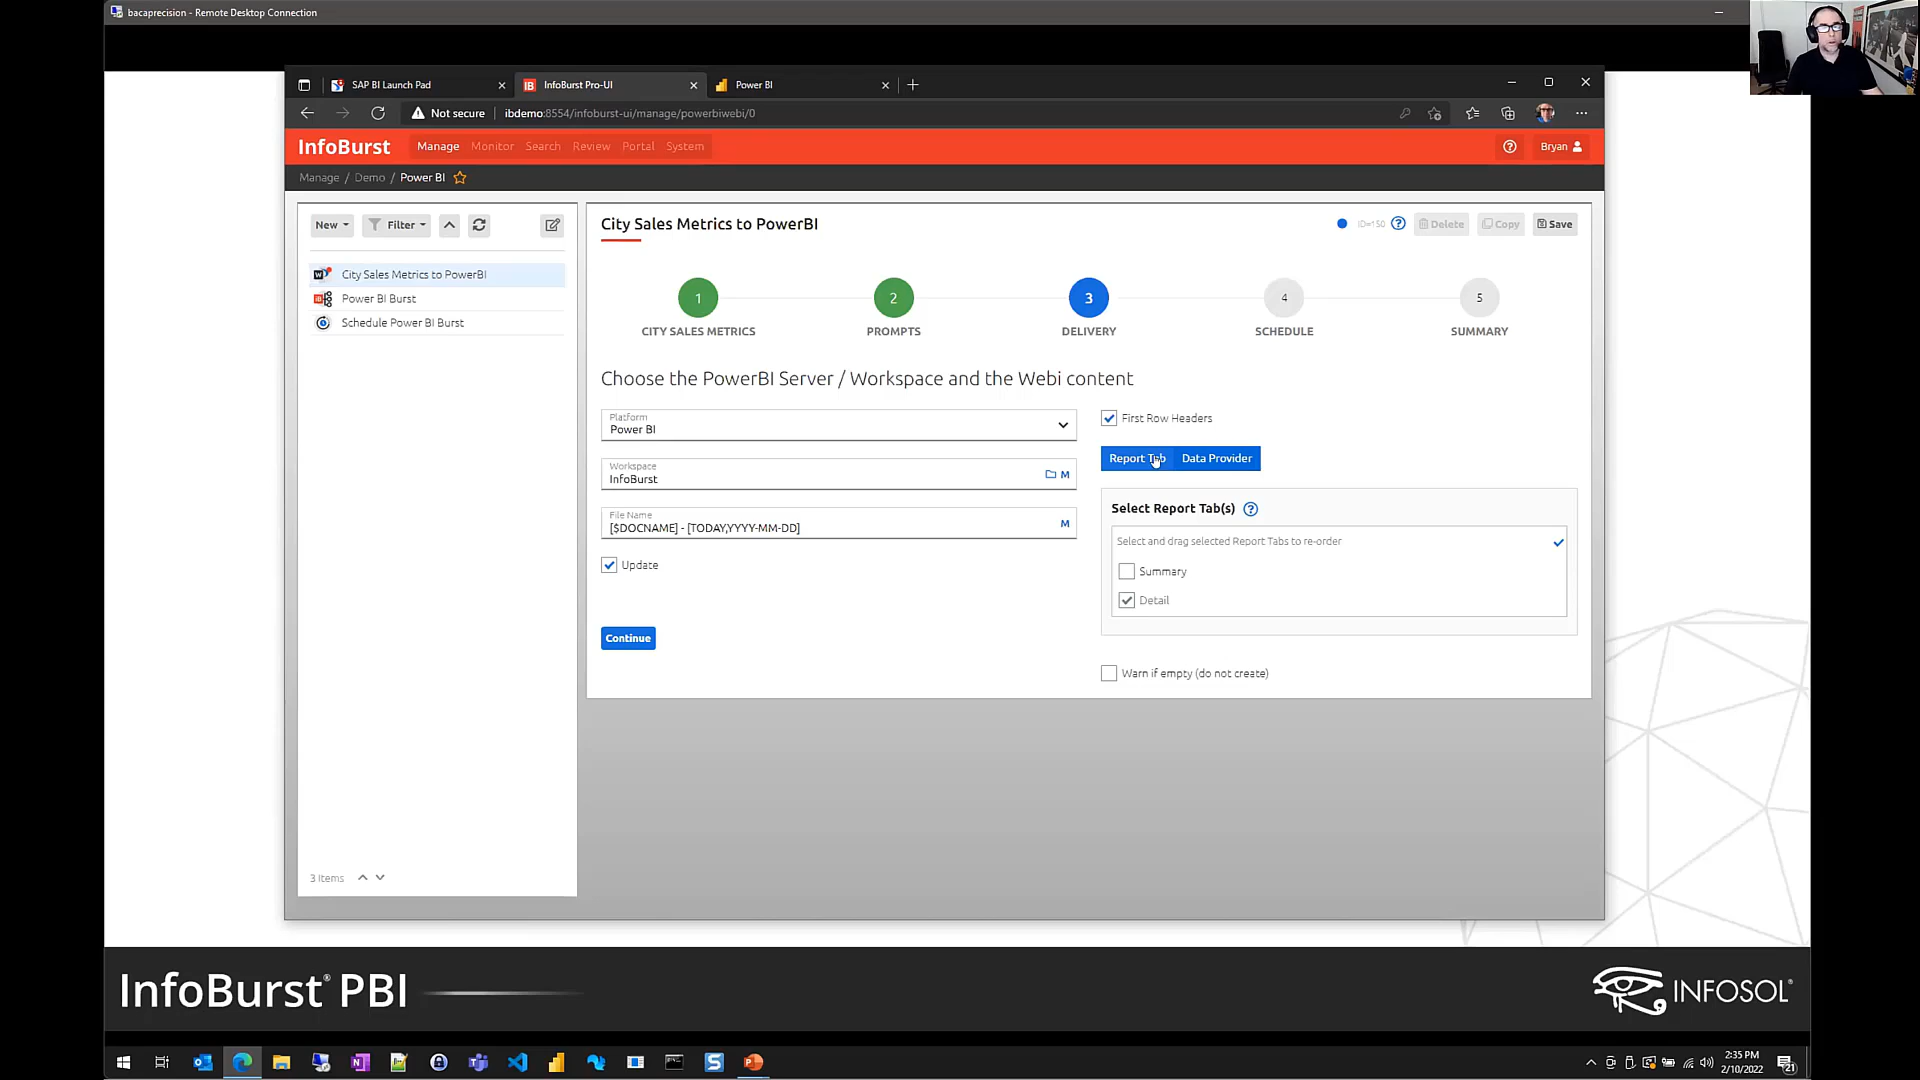 bacaprecision - Remote Desktop Connection
SAP BI Launch Pad
InfoBurst Pro-UI
Power BI
Not secure
ibdemo:8554/infoburst-ui/manage/powerbiwebi/0
InfoBurst
Manage
Monitor
Search
Review
Portal
System
Bryan
Manage / Demo / Power BI
New
Filter
City Sales Metrics to PowerBI
Power BI Burst
Schedule Power BI Burst
3 Items
City Sales Metrics to PowerBI
ID=150
Delete
Copy
Save
1
2
3
4
5
CITY SALES METRICS
PROMPTS
DELIVERY
SCHEDULE
SUMMARY
Choose the PowerBI Server / Workspace and the Webi content
Platform
Power BI
Workspace
InfoBurst
M
File Name
[$DOCNAME] - [TODAY,YYYY-MM-DD]
M
Update
Continue
First Row Headers
Report Tab
Data Provider
Select Report Tab(s)
Select and drag selected Report Tabs to re-order
Summary
Detail
Warn if empty (do not create)
InfoBurst® PBI
INFOSOL®
2:35 PM
2/10/2022
21